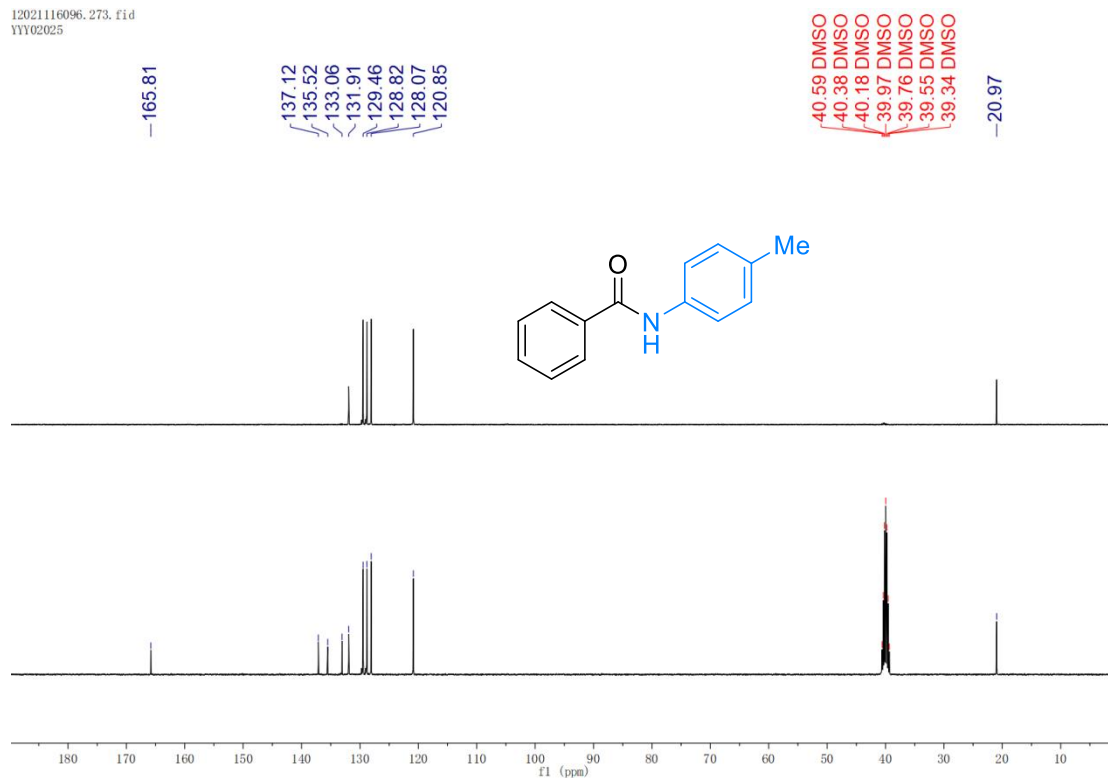 12021116096.273.fid
YYY02025
165.81
137.12
135.52
133.06
131.91
129.46
128.82
128.07
120.85
40.59 DMSO
40.38 DMSO
40.18 DMSO
39.97 DMSO
39.76 DMSO
39.55 DMSO
39.34 DMSO
20.97
O
N
H
Me
180 170 160 150 140 130 120 110 100 90 80 70 60 50 40 30 20 10
f1 (ppm)